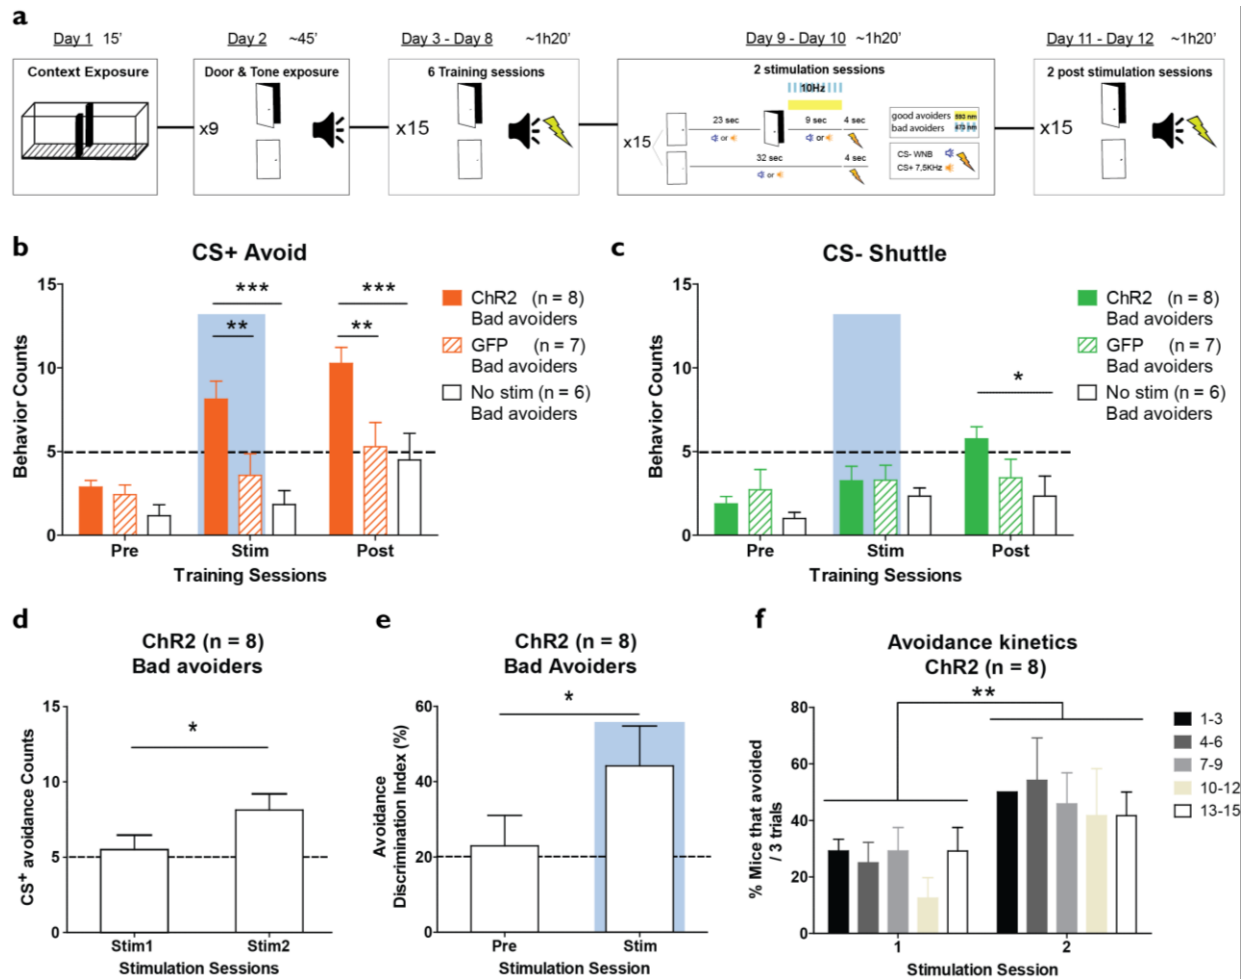 a
Day 1 15' Day 2 ~45' Day 3 - Day 8 ~1h20' Day 9 - Day 10 ~1h20' Day 11 - Day 12 ~1h20'
Context Exposure
Door & Tone exposure
6 Training sessions
2 stimulation sessions
2 post stimulation sessions
x9
x15
10Hz
x15
23 sec
9 sec
4 sec
or
or
32 sec
4 sec
or
good avoiders
bad avoiders
CS- WNB
CS+ 7,5KHz
x15
b
CS+ Avoid
Behavior Counts
15
10
5
0
***
**
***
**
Pre Stim Post
Training Sessions
ChR2 (n = 8)
Bad avoiders
GFP (n = 7)
Bad avoiders
No stim (n = 6)
Bad avoiders
c
CS- Shuttle
Behavior Counts
15
10
5
0
*
Pre Stim Post
Training Sessions
ChR2 (n = 8)
Bad avoiders
GFP (n = 7)
Bad avoiders
No stim (n = 6)
Bad avoiders
d
ChR2 (n = 8)
Bad avoiders
CS+ avoidance Counts
15
10
5
0
*
Stim1 Stim2
Stimulation Sessions
e
ChR2 (n = 8)
Bad Avoiders
Avoidance
Discrimination Index (%)
60
40
20
0
*
Pre Stim
Stimulation Session
f
Avoidance kinetics
ChR2 (n = 8)
% Mice that avoided
/ 3 trials
80
60
40
20
0
**
1 2
Stimulation Session
1-3
4-6
7-9
10-12
13-15